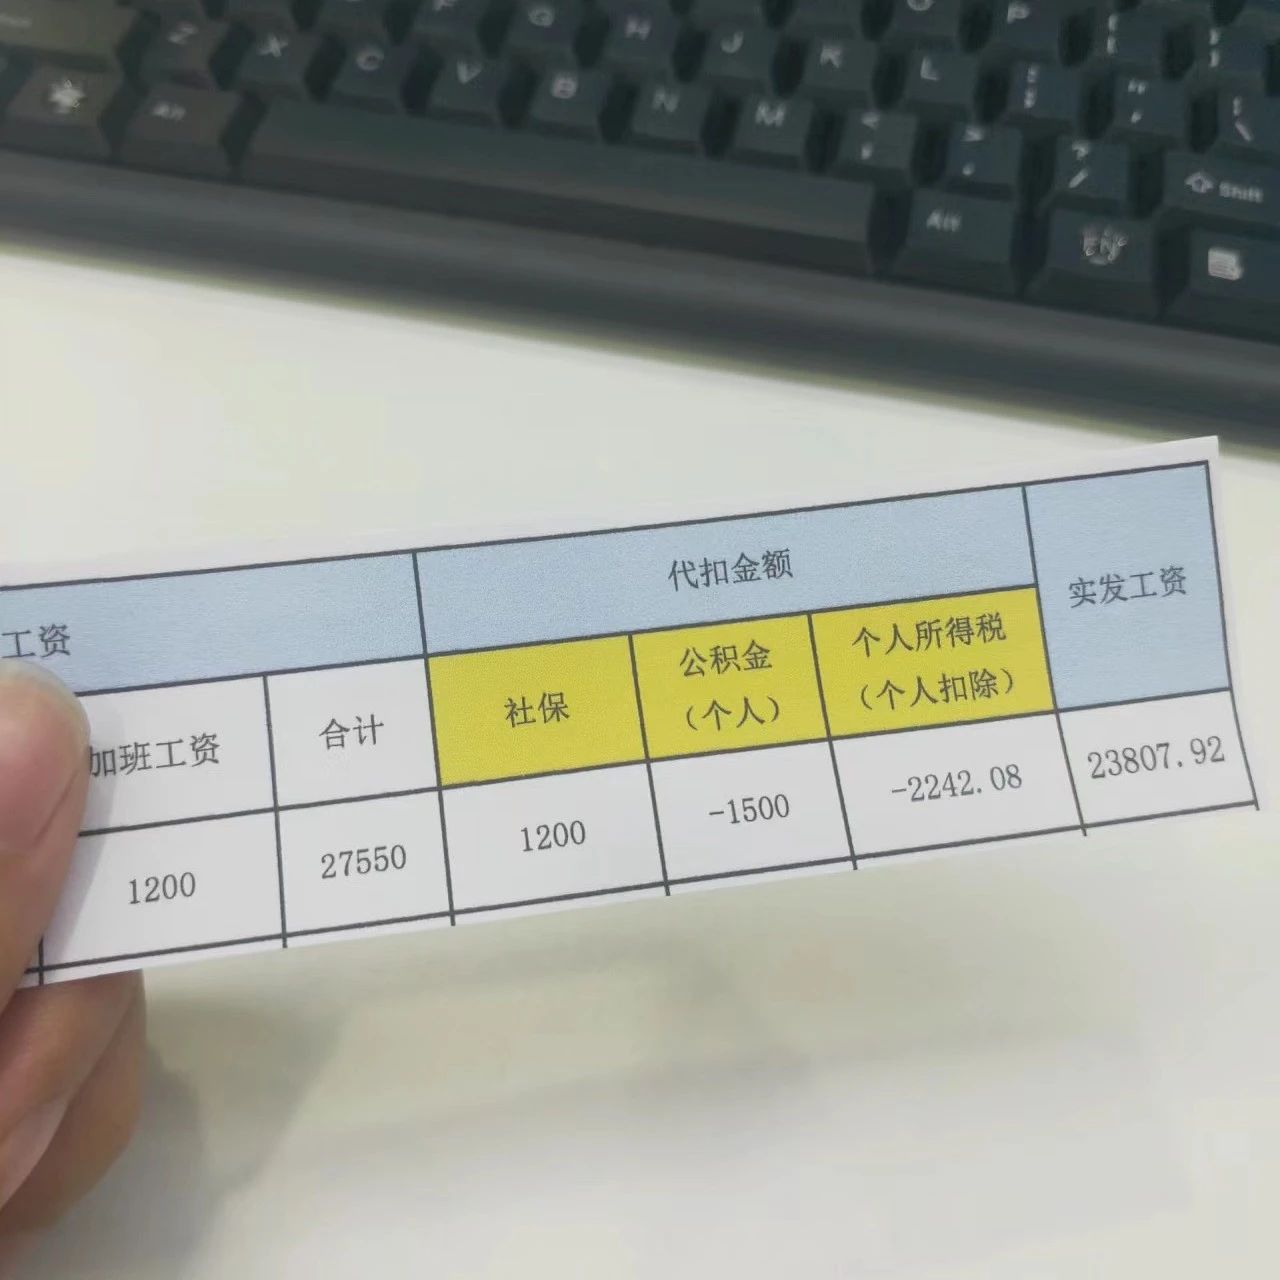 F G H J K L P
Z X C V B N M
Alt
Shift
Alt
工资
代扣金额
实发工资
加班工资
合计
社保
公积金
（个人）
个人所得税
（个人扣除）
1200
27550
1200
-1500
-2242.08
23807.92